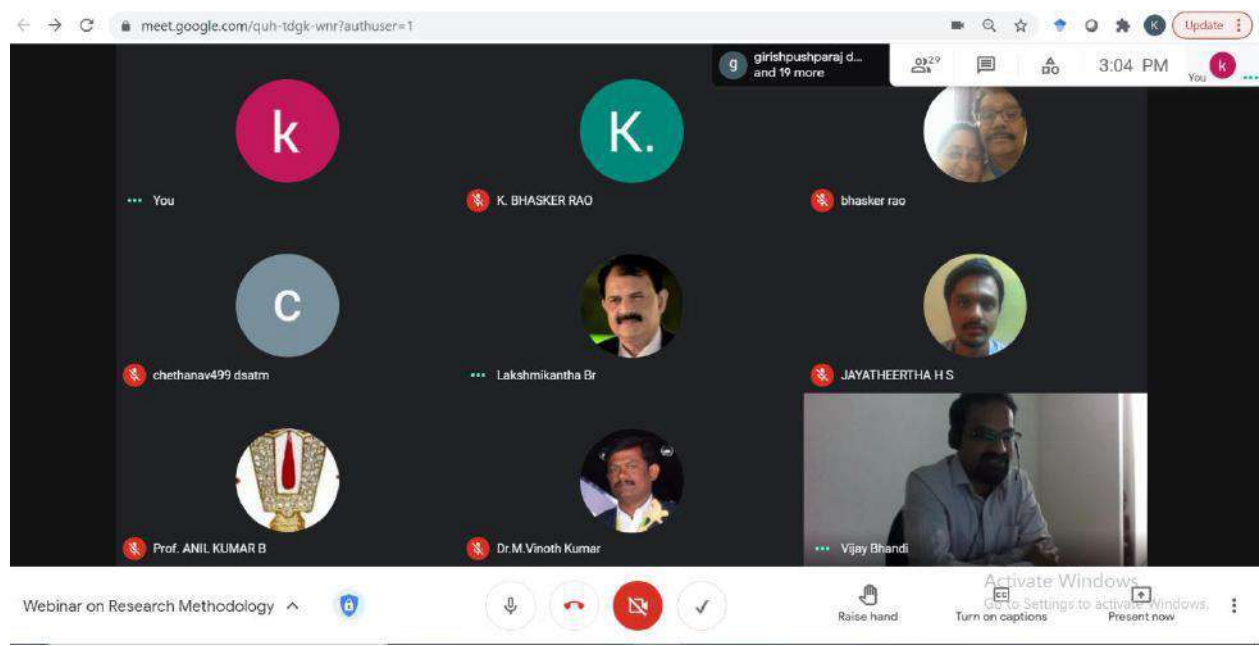 meet.google.com/quh-tdgk-wnr?authuser=1
K
Update
g
girishpushparaj d...
and 19 more
29
3:04 PM
You
k
k
K.
You
K. BHASKER RAO
bhasker rao
C
chethanav499 dsatm
Lakshmikantha Br
JAYATHEERTHA H S
Prof. ANIL KUMAR B
Dr.M.Vinoth Kumar
Vijay Bhandi
Webinar on Research Methodology
Activate Windows
Go to Settings to activate Windows.
Raise hand
CC
Turn on captions
Present now